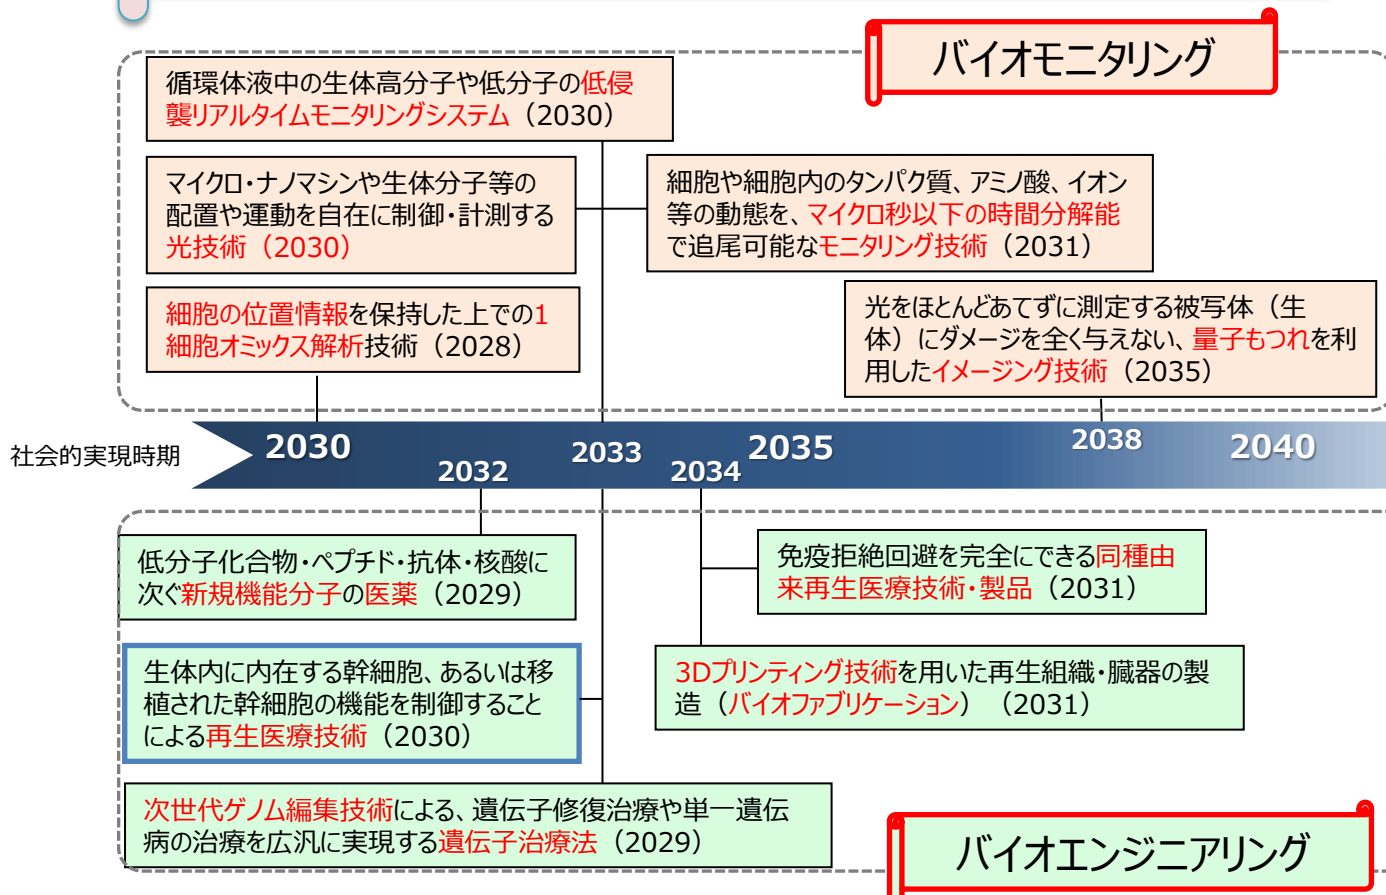 バイオモニタリング
循環体液中の生体高分子や低分子の低侵
襲リアルタイムモニタリングシステム（2030）
マイクロ・ナノマシンや生体分子等の
配置や運動を自在に制御・計測する
光技術（2030）
細胞や細胞内のタンパク質、アミノ酸、イオン
等の動態を、マイクロ秒以下の時間分解能
で追尾可能なモニタリング技術（2031）
細胞の位置情報を保持した上での1
細胞オミックス解析技術（2028）
光をほとんどあてずに測定する被写体（生
体）にダメージを全く与えない、量子もつれを利
用したイメージング技術（2035）
社会的実現時期
2030
2032
2033
2034
2035
2038
2040
低分子化合物・ペプチド・抗体・核酸に
次ぐ新規機能分子の医薬（2029）
免疫拒絶回避を完全にできる同種由
来再生医療技術・製品（2031）
生体内に内在する幹細胞、あるいは移
植された幹細胞の機能を制御すること
による再生医療技術（2030）
3Dプリンティング技術を用いた再生組織・臓器の製
造（バイオファブリケーション）（2031）
次世代ゲノム編集技術による、遺伝子修復治療や単一遺伝
病の治療を広汎に実現する遺伝子治療法（2029）
バイオエンジニアリング